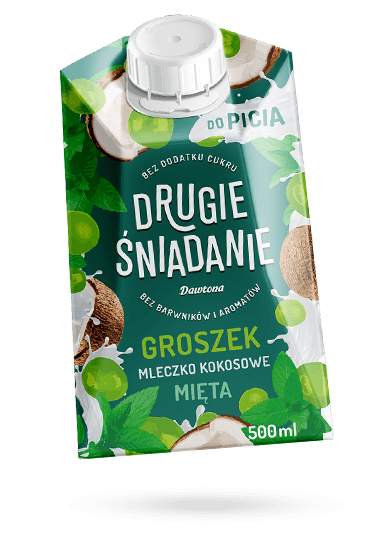 DO PICIA
BEZ DODATKU CUKRU
DRUGIE
ŚNIADANIE
Dawtona
BEZ BARWNIKÓW I AROMATÓW
GROSZEK
MLECZKO KOKOSOWE
MIĘTA
500ml